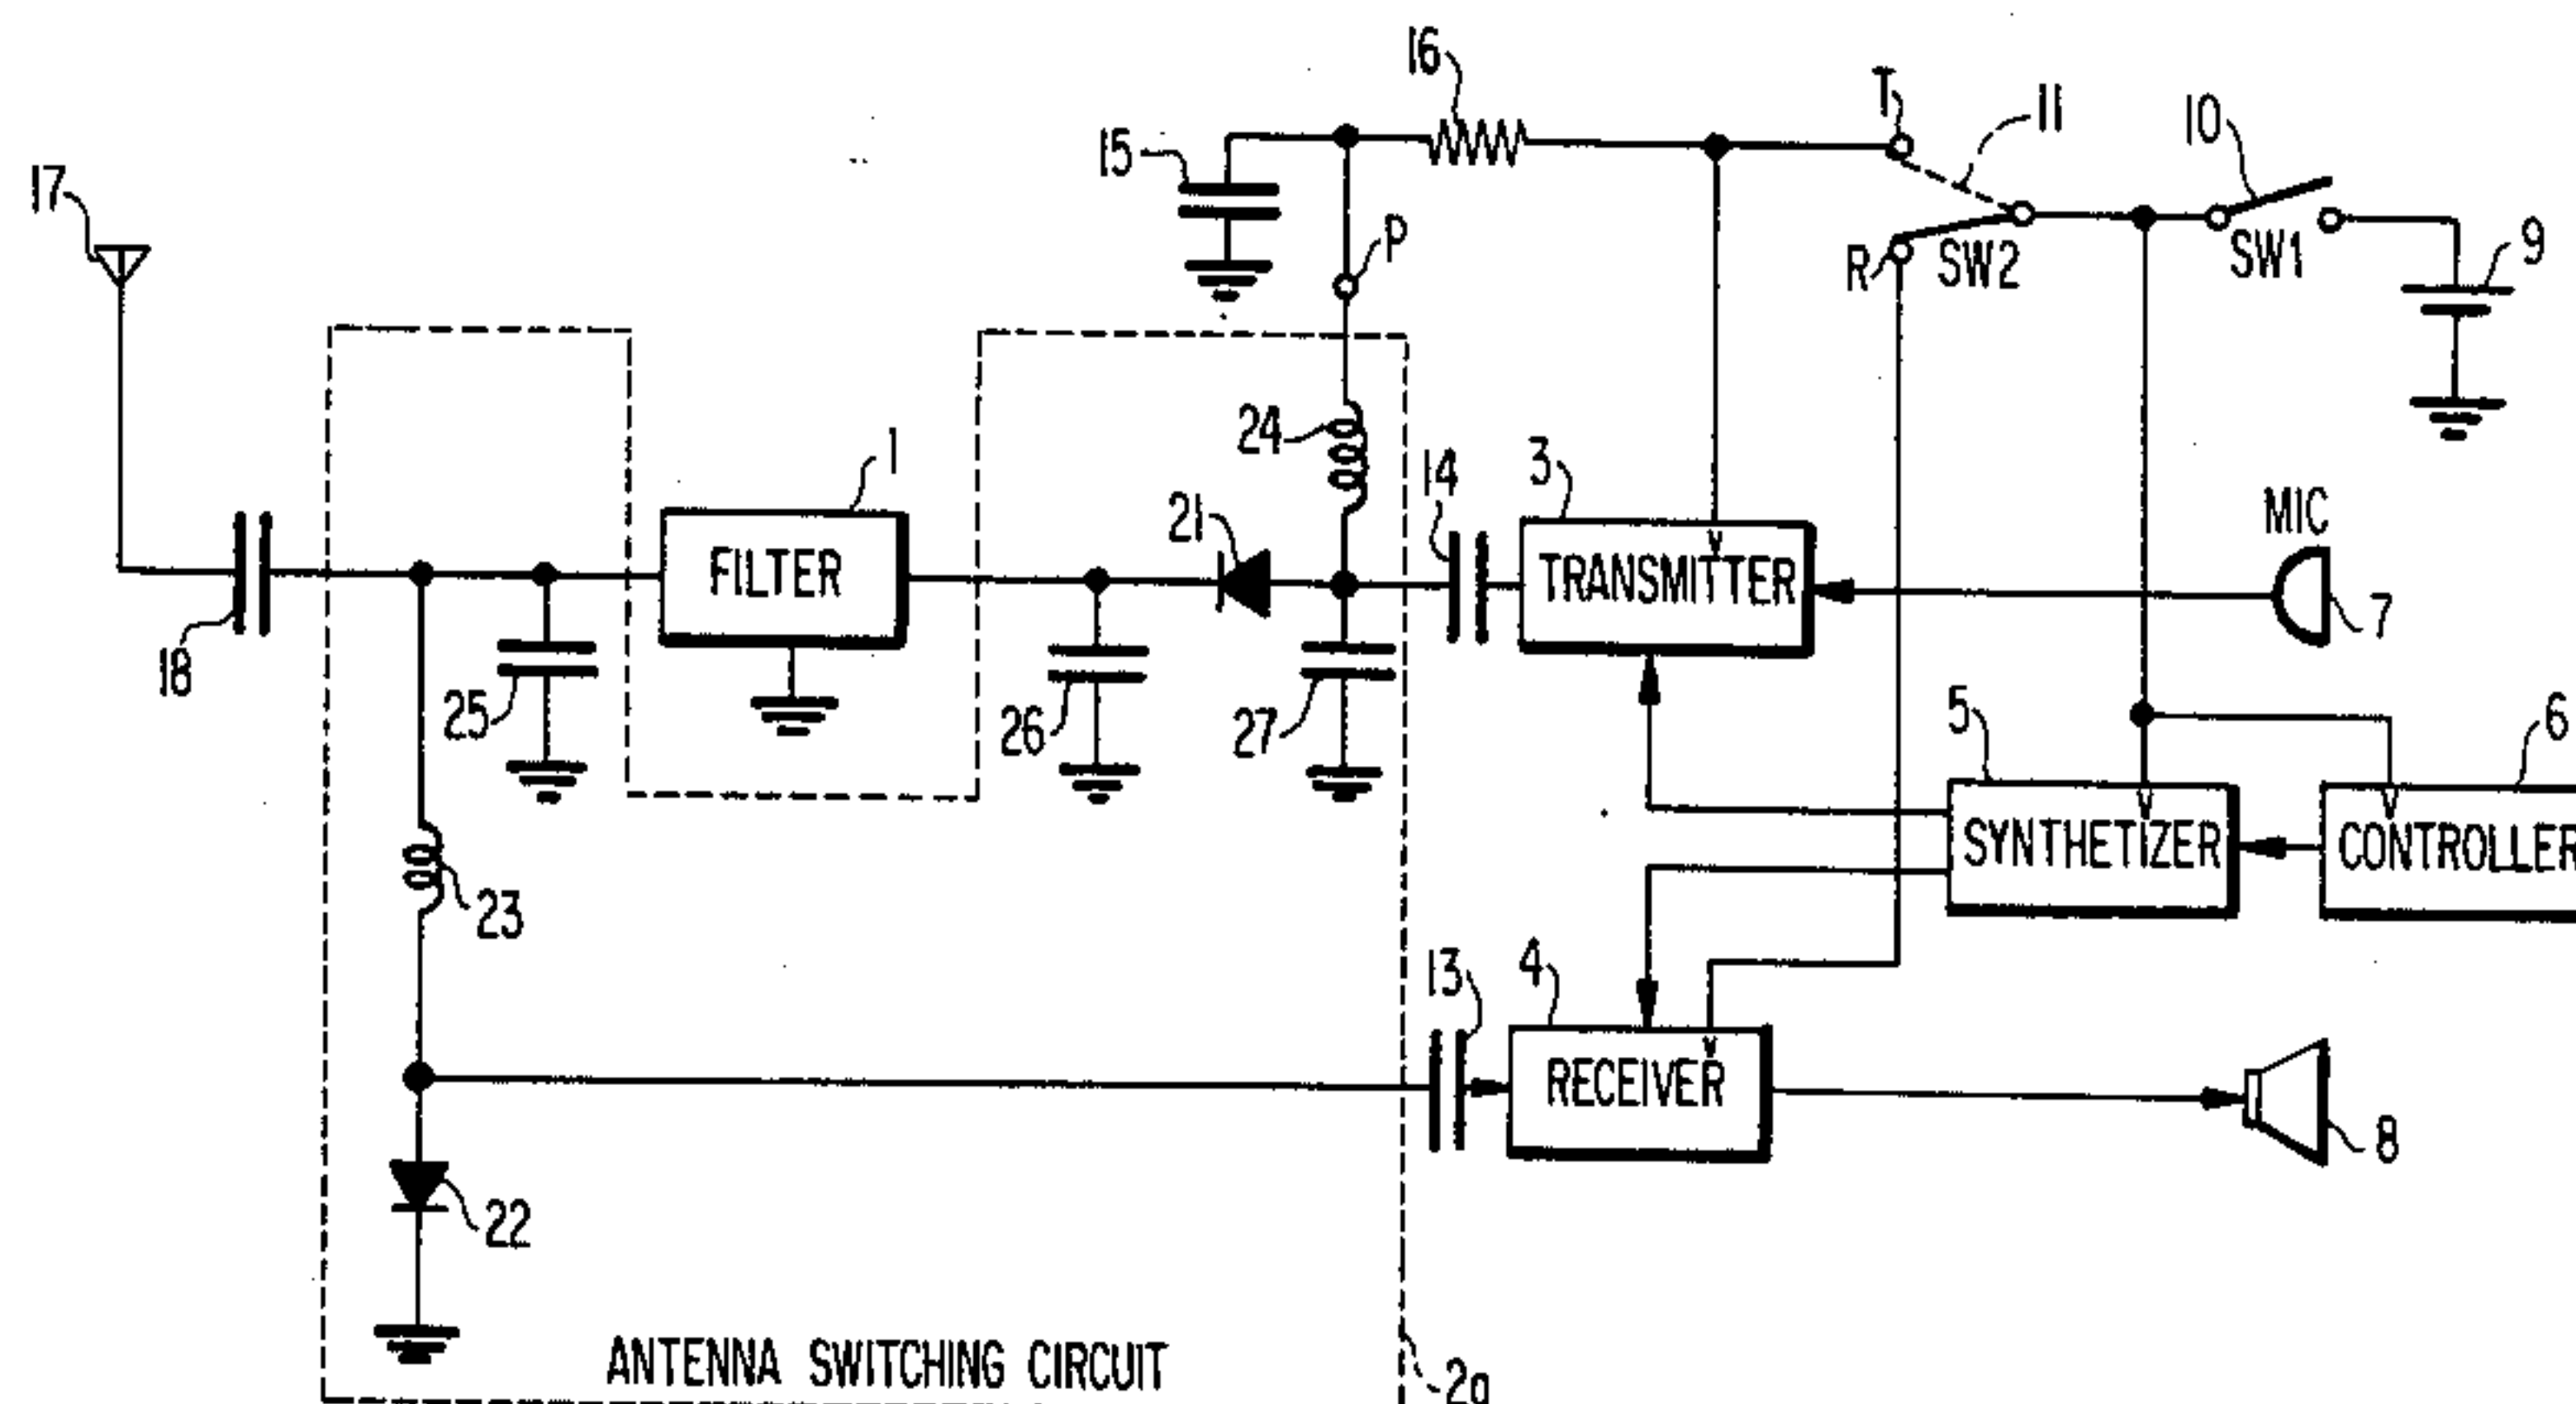 16
T
11
10
15
17
P
R
SW2
SW1
9
24
1
14
3
MIC
21
FILTER
TRANSMITTER
7
18
25
26
27
5
6
SYNTHETIZER
CONTROLLER
23
13
4
RECEIVER
8
22
ANTENNA SWITCHING CIRCUIT
2a